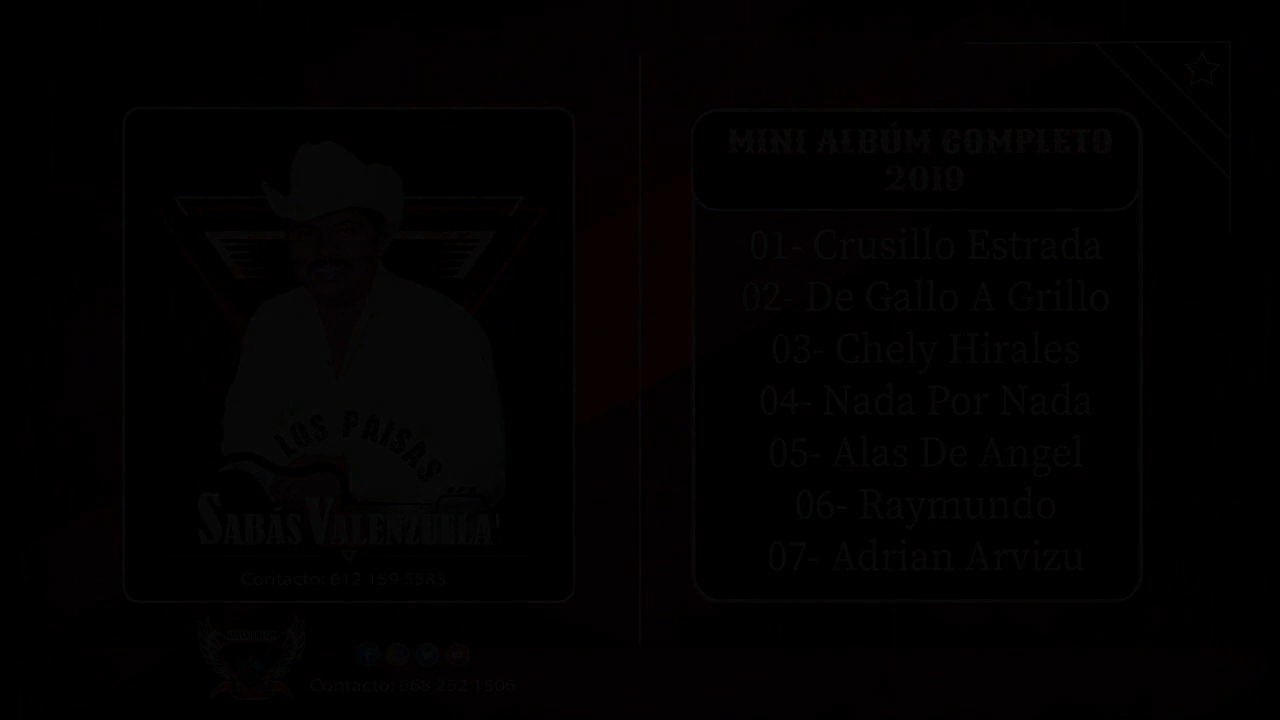 LOS PAISAS
SABÁS VALENZUELA
Contacto: 612 159 5583
Contacto: 668 252 1506
MINI ALBÚM COMPLETO
2019
01- Crusillo Estrada
02- De Gallo A Grillo
03- Chely Hirales
04- Nada Por Nada
05- Alas De Angel
06- Raymundo
07- Adrian Arvizu